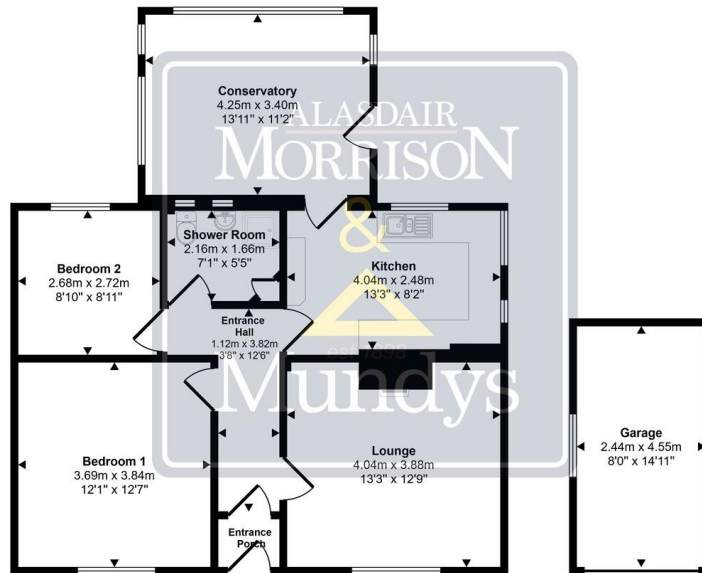 Conservatory
4.25m x 3.40m
13'11" x 11'2"
ALASDAIR
MORRISON
&
Shower Room
2.16m x 1.66m
7'1" x 5'5"
Bedroom 2
2.68m x 2.72m
8'10" x 8'11"
Kitchen
4.04m x 2.48m
13'3" x 8'2"
Entrance
Hall
1.12m x 3.82m
3'8" x 12'6"
est 1898
Mundys
Bedroom 1
3.69m x 3.84m
12'1" x 12'7"
Lounge
4.04m x 3.88m
13'3" x 12'9"
Garage
2.44m x 4.55m
8'0" x 14'11"
Entrance
Porch